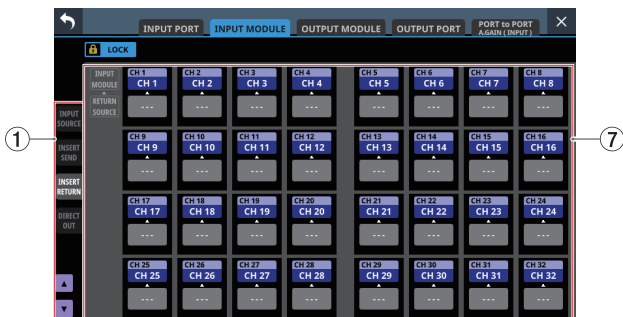 INPUT PORT INPUT MODULE OUTPUT MODULE OUTPUT PORT PORT to PORT
A.GAIN ( INPUT )
LOCK
INPUT
MODULE
RETURN
SOURCE
CH 1 CH 2 CH 3 CH 4 CH 5 CH 6 CH 7 CH 8
CH 1 CH 2 CH 3 CH 4 CH 5 CH 6 CH 7 CH 8
--- --- --- --- --- --- --- ---
1
INPUT
SOURCE
INSERT
SEND
INSERT
RETURN
DIRECT
OUT
7
CH 9 CH 10 CH 11 CH 12 CH 13 CH 14 CH 15 CH 16
CH 9 CH 10 CH 11 CH 12 CH 13 CH 14 CH 15 CH 16
--- --- --- --- --- --- --- ---
CH 17 CH 18 CH 19 CH 20 CH 21 CH 22 CH 23 CH 24
CH 17 CH 18 CH 19 CH 20 CH 21 CH 22 CH 23 CH 24
--- --- --- --- --- --- --- ---
CH 25 CH 26 CH 27 CH 28 CH 29 CH 30 CH 31 CH 32
CH 25 CH 26 CH 27 CH 28 CH 29 CH 30 CH 31 CH 32
--- --- --- --- --- --- --- ---